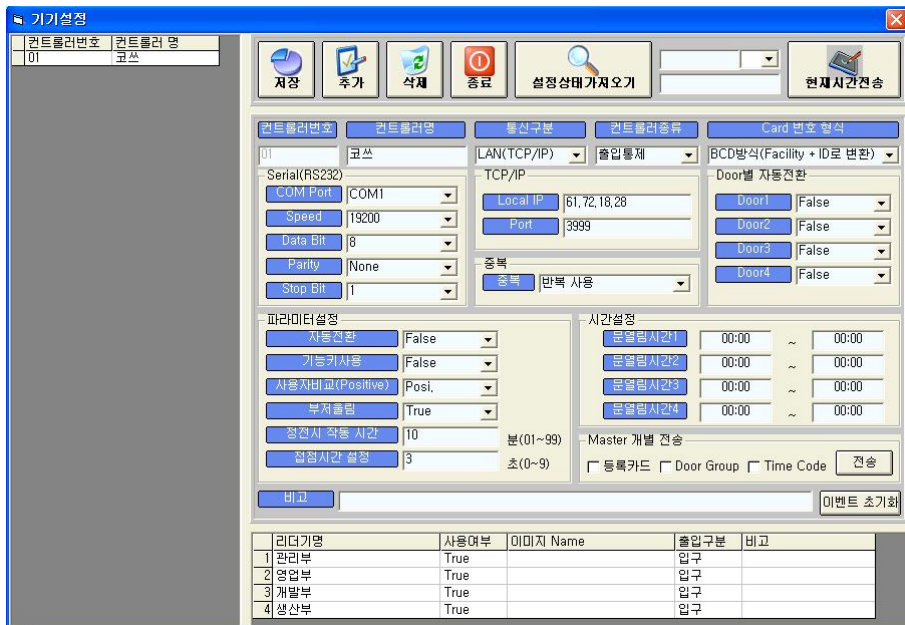 기기설정
컨트롤러번호 컨트롤러 명
01 코쓰
저장 추가 삭제 종료 설정상태가져오기 현재시간전송
컨트롤러번호 컨트롤러명 통신구분 컨트롤러종류 Card 번호 형식
01 코쓰 LAN(TCP/IP) 출입통제 BCD방식(Facility + ID로 변환)
Serial(RS232) TCP/IP Door별 자동전환
COM Port COM1 Local IP 61,72,18,28 Door1 False
Speed 19200 Port 3999 Door2 False
Data Bit 8 Door3 False
Parity None 중복 Door4 False
Stop Bit 1 중복 반복 사용
파라미터설정 시간설정
자동전환 False 문열림시간1 00:00 ~ 00:00
기능키사용 False 문열림시간2 00:00 ~ 00:00
사용자비교(Positive) Posi, 문열림시간3 00:00 ~ 00:00
부저울림 True 문열림시간4 00:00 ~ 00:00
정전시 작동 시간 10 분(01~99) Master 개별 전송
접점시간 설정 3 초(0~9) 등록카드 Door Group Time Code 전송
비고 이벤트 초기화
리더기명 사용여부 이미지 Name 출입구분 비고
1 관리부 True 입구
2 영업부 True 입구
3 개발부 True 입구
4 생산부 True 입구